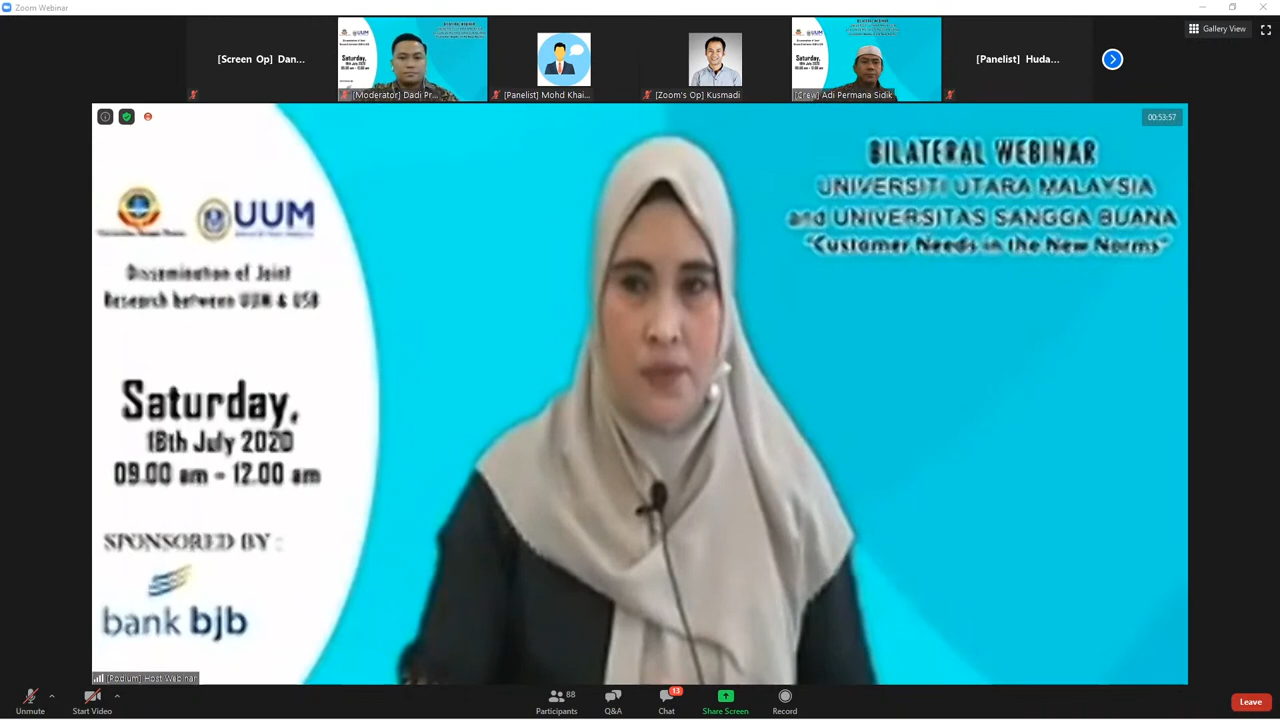 Zoom Webinar
[Screen Op] Dan...
[Moderator] Dadi Pr...
[Panelist] Mohd Khai...
[Zoom's Op] Kusmadi
[Crew] Adi Permana Sidik
[Panelist] Huda...
Gallery View
00:53:57
UUM
Dissemination of Joint
Research between UUM & USB
Saturday,
18th July 2020
09.00 am - 12.00 am
SPONSORED BY :
bank bjb
BILATERAL WEBINAR
UNIVERSITI UTARA MALAYSIA
and UNIVERSITAS SANGGA BUANA
"Customer Needs in the New Norms"
[Podium] Host Webinar
Unmute
Start Video
88
Participants
Q&A
13
Chat
Share Screen
Record
Leave